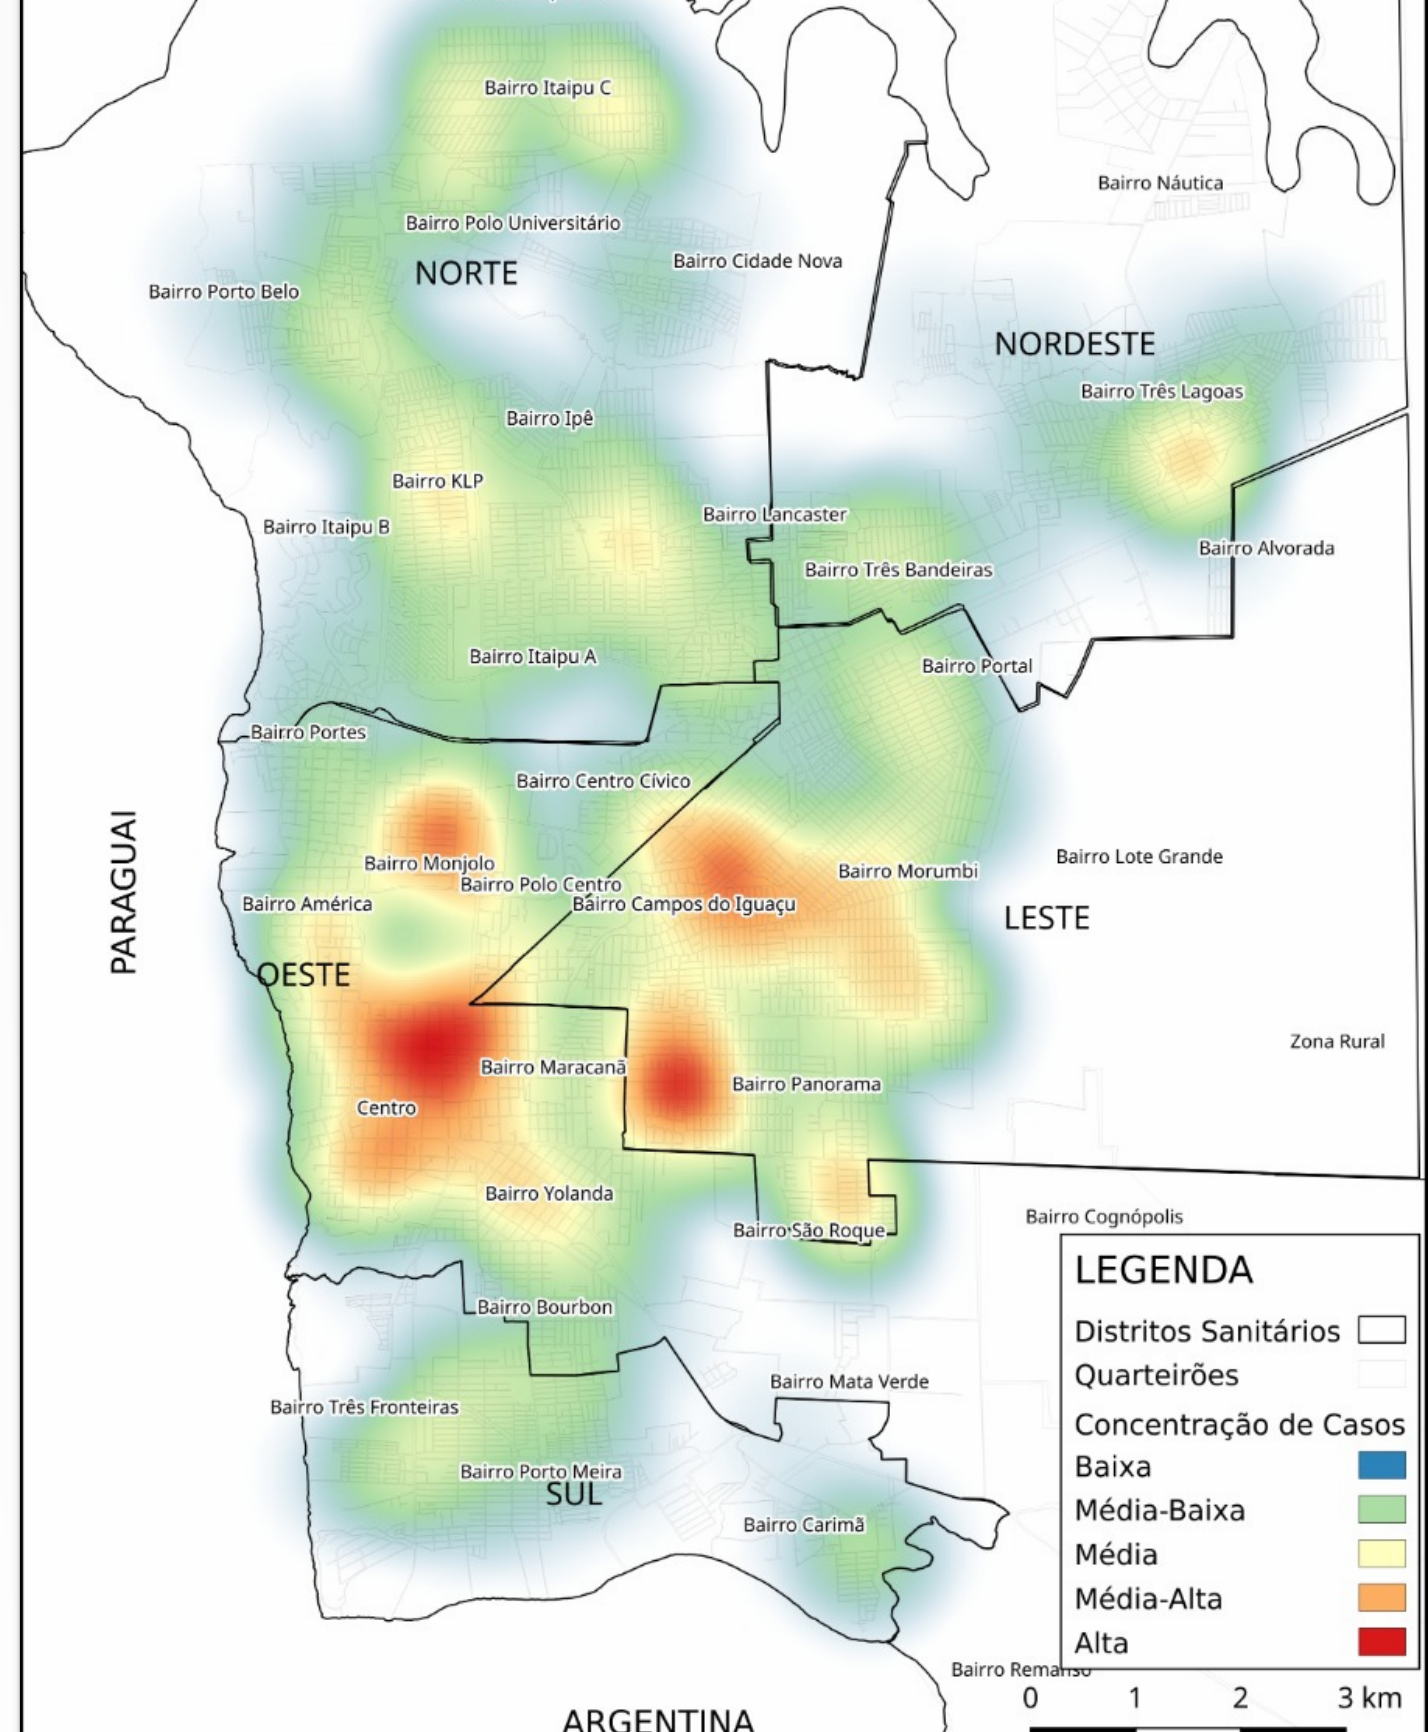 Bairro Itaipu C
Bairro Náutica
Bairro Polo Universitário
Bairro Cidade Nova
NORTE
Bairro Porto Belo
NORDESTE
Bairro Três Lagoas
Bairro Ipê
Bairro KLP
Bairro Lancaster
Bairro Itaipu B
Bairro Alvorada
Bairro Três Bandeiras
Bairro Itaipu A
Bairro Portal
Bairro Portes
Bairro Centro Cívico
PARAGUAI
Bairro Lote Grande
Bairro Monjolo
Bairro Morumbi
Bairro Polo Centro
Bairro América
Bairro Campos do Iguaçu
LESTE
OESTE
Zona Rural
Bairro Maracanã
Bairro Panorama
Centro
Bairro Yolanda
Bairro Cognópolis
Bairro São Roque
LEGENDA
Bairro Bourbon
Distritos Sanitários
Quarteirões
Bairro Mata Verde
Bairro Três Fronteiras
Concentração de Casos
Baixa
Bairro Porto Meira
SUL
Média-Baixa
Bairro Carimã
Média
Média-Alta
Alta
Bairro Remanso
0 1 2 3 km
ARGENTINA